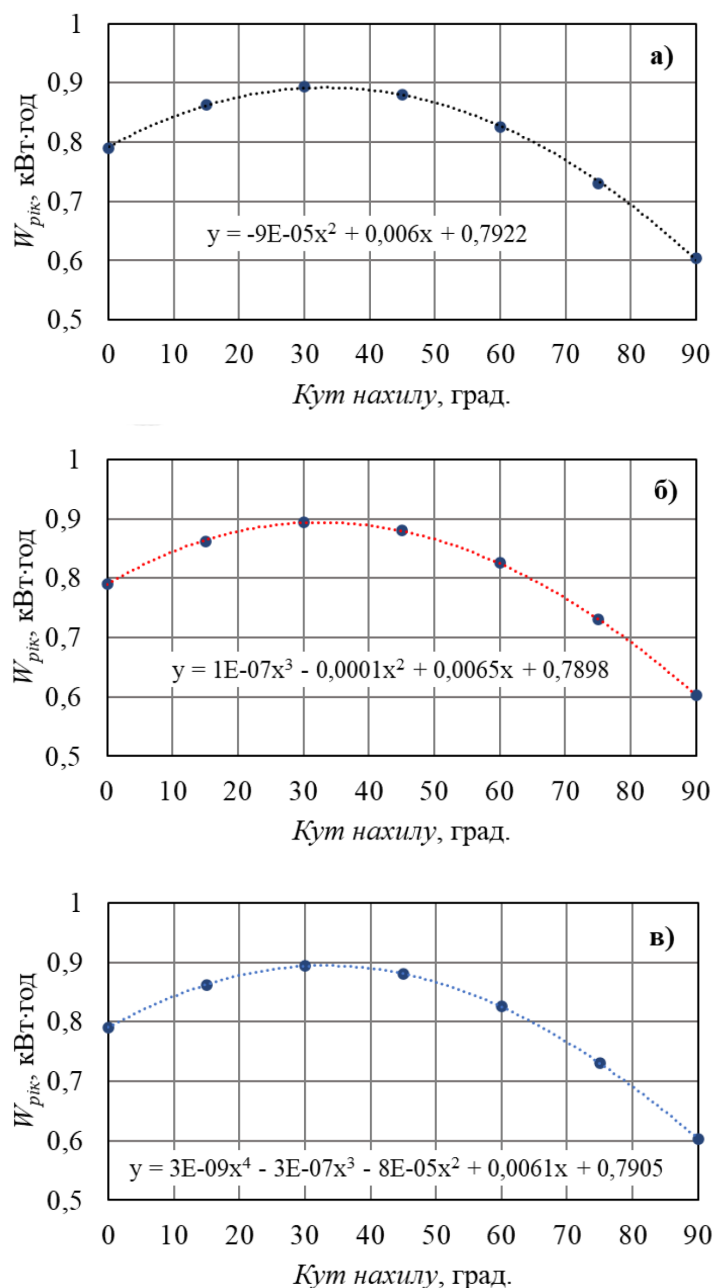 1
а)
0,9
0,8
0,7
0,6
0,5
W_рік, кВт·год
y = -9E-05x² + 0,006x + 0,7922
0 10 20 30 40 50 60 70 80 90
Кут нахилу, град.
1
б)
0,9
0,8
0,7
0,6
0,5
W_рік, кВт·год
y = 1E-07x³ - 0,0001x² + 0,0065x + 0,7898
0 10 20 30 40 50 60 70 80 90
Кут нахилу, град.
1
в)
0,9
0,8
0,7
0,6
0,5
W_рік, кВт·год
y = 3E-09x⁴ - 3E-07x³ - 8E-05x² + 0,0061x + 0,7905
0 10 20 30 40 50 60 70 80 90
Кут нахилу, град.